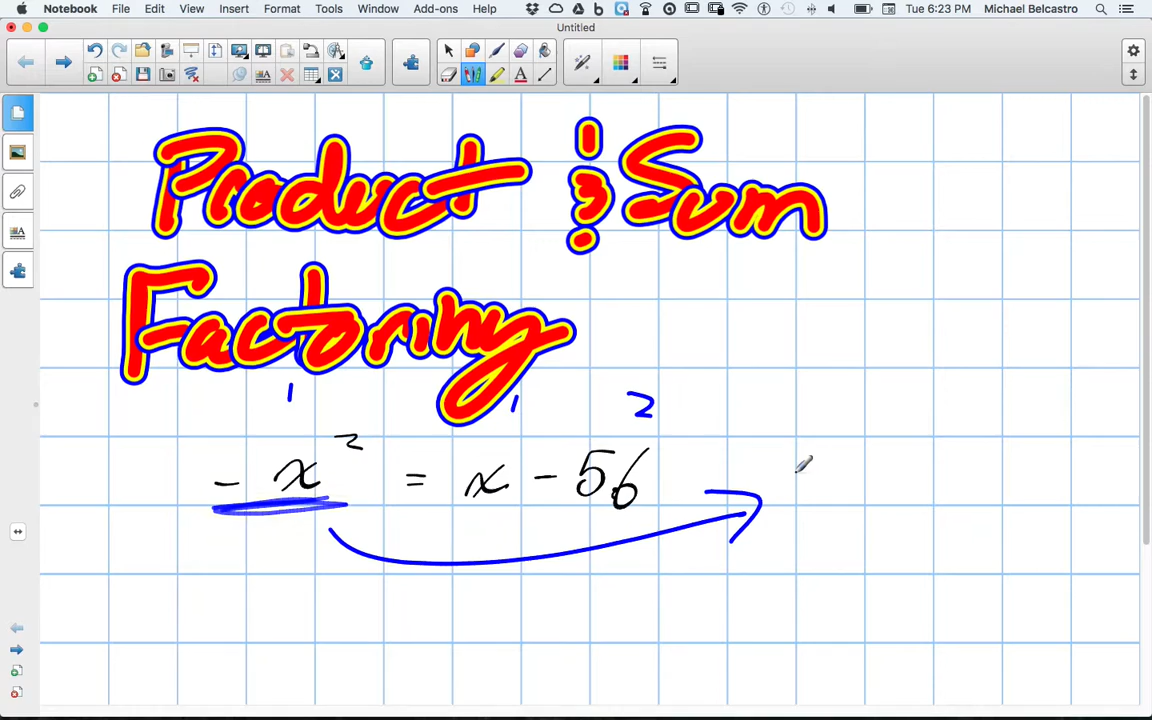 Notebook File Edit View Insert Format Tools Window Add-ons Help Tue 6:23 PM Michael Belcastro
Untitled
Product & Sum
Factoring
1 1 2
- x² = x - 56